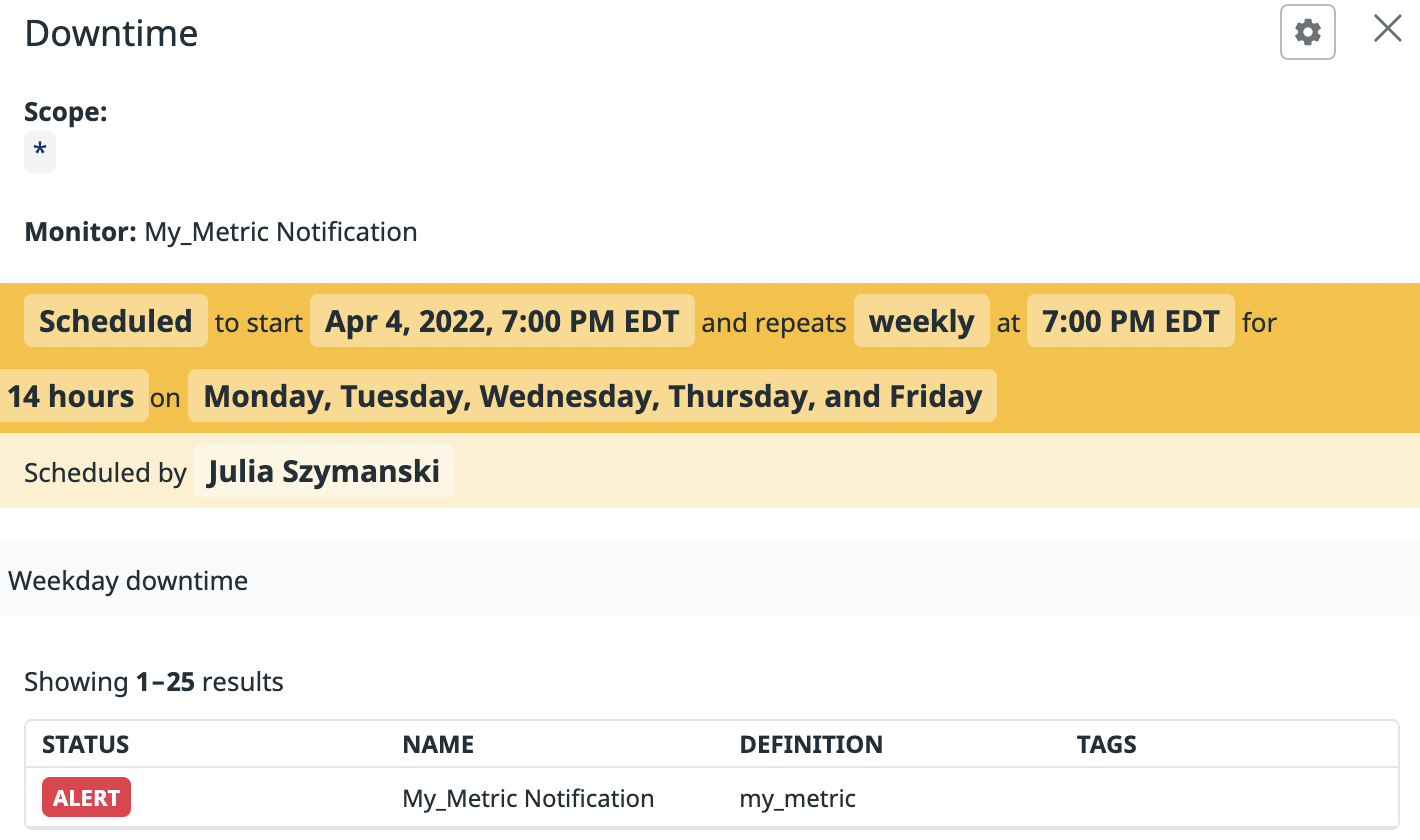 Downtime
Scope:
*
Monitor: My_Metric Notification
Scheduled to start Apr 4, 2022, 7:00 PM EDT and repeats weekly at 7:00 PM EDT for
14 hours on Monday, Tuesday, Wednesday, Thursday, and Friday
Scheduled by Julia Szymanski
Weekday downtime
Showing 1–25 results
STATUS NAME DEFINITION TAGS
ALERT My_Metric Notification my_metric